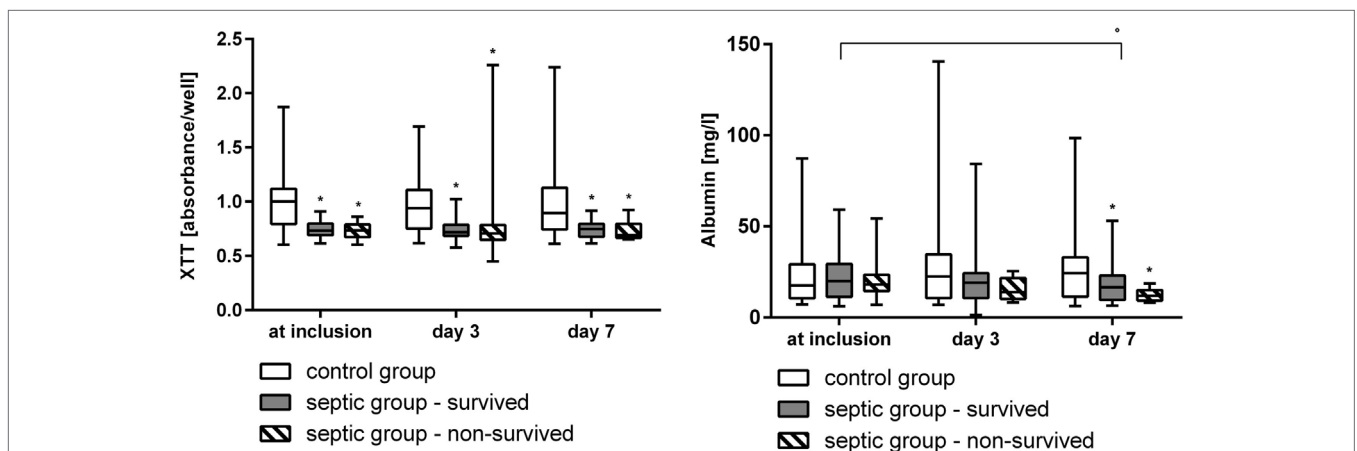 2.5
2.0
1.5
1.0
0.5
0.0
XTT [absorbance/well]
* * * * * *
at inclusion day 3 day 7
control group
septic group - survived
septic group - non-survived
150
100
50
0
Albumin [mg/l]
°
* *
at inclusion day 3 day 7
control group
septic group - survived
septic group - non-survived